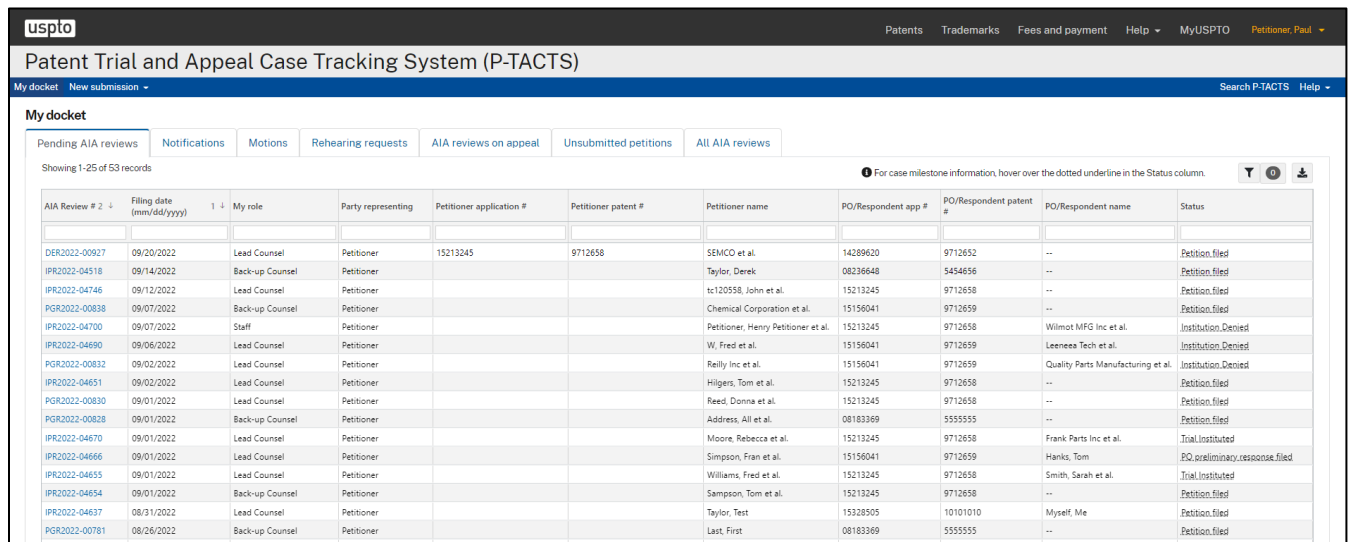 uspto Patents Trademarks Fees and payment Help MyUSPTO Petitioner, Paul
Patent Trial and Appeal Case Tracking System (P-TACTS)
My docket New submission Search P-TACTS Help
My docket
Pending AIA reviews Notifications Motions Rehearing requests AIA reviews on appeal Unsubmitted petitions All AIA reviews
Showing 1-25 of 53 records For case milestone information, hover over the dotted underline in the Status column. 0
AIA Review # 2 Filing date (mm/dd/yyyy) 1 My role Party representing Petitioner application # Petitioner patent # Petitioner name PO/Respondent app # PO/Respondent patent # PO/Respondent name Status
DER2022-00927 09/20/2022 Lead Counsel Petitioner 15213245 9712658 SEMCO et al. 14289620 9712652 -- Petition filed
IPR2022-04518 09/14/2022 Back-up Counsel Petitioner Taylor, Derek 08236648 5454656 -- Petition filed
IPR2022-04746 09/12/2022 Lead Counsel Petitioner tc120558, John et al. 15213245 9712658 -- Petition filed
PGR2022-00838 09/07/2022 Back-up Counsel Petitioner Chemical Corporation et al. 15156041 9712659 -- Petition filed
IPR2022-04700 09/07/2022 Staff Petitioner Petitioner, Henry Petitioner et al. 15213245 9712658 Wilmot MFG Inc et al. Institution Denied
IPR2022-04690 09/06/2022 Lead Counsel Petitioner W, Fred et al. 15156041 9712659 Leeneea Tech et al. Institution Denied
PGR2022-00832 09/02/2022 Lead Counsel Petitioner Reilly Inc et al. 15156041 9712659 Quality Parts Manufacturing et al. Institution Denied
IPR2022-04651 09/02/2022 Lead Counsel Petitioner Hilgers, Tom et al. 15213245 9712658 -- Petition filed
PGR2022-00830 09/01/2022 Lead Counsel Petitioner Reed, Donna et al. 15213245 9712658 -- Petition filed
PGR2022-00828 09/01/2022 Back-up Counsel Petitioner Address, All et al. 08183369 5555555 -- Petition filed
IPR2022-04670 09/01/2022 Lead Counsel Petitioner Moore, Rebecca et al. 15213245 9712658 Frank Parts Inc et al. Trial Instituted
IPR2022-04666 09/01/2022 Lead Counsel Petitioner Simpson, Fran et al. 15156041 9712659 Hanks, Tom PO preliminary response filed
IPR2022-04655 09/01/2022 Lead Counsel Petitioner Williams, Fred et al. 15213245 9712658 Smith, Sarah et al. Trial Instituted
IPR2022-04654 09/01/2022 Back-up Counsel Petitioner Sampson, Tom et al. 15213245 9712658 -- Petition filed
IPR2022-04637 08/31/2022 Lead Counsel Petitioner Taylor, Test 15328505 10101010 Myself, Me Petition filed
PGR2022-00781 08/26/2022 Back-up Counsel Petitioner Last, First 08183369 5555555 -- Petition filed